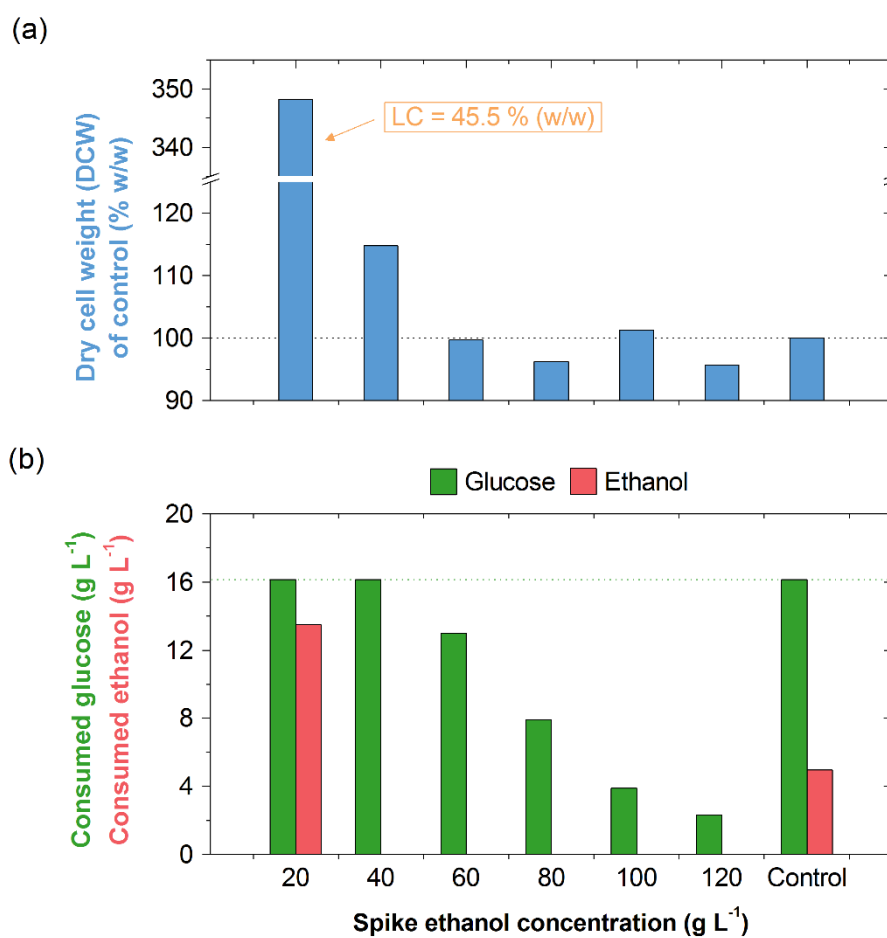 (a)
Dry cell weight (DCW)
of control (% w/w)
350
340
120
110
100
90
LC = 45.5 % (w/w)
(b)
Glucose
Ethanol
Consumed glucose (g L⁻¹)
Consumed ethanol (g L⁻¹)
20
16
12
8
4
0
20 40 60 80 100 120 Control
Spike ethanol concentration (g L⁻¹)